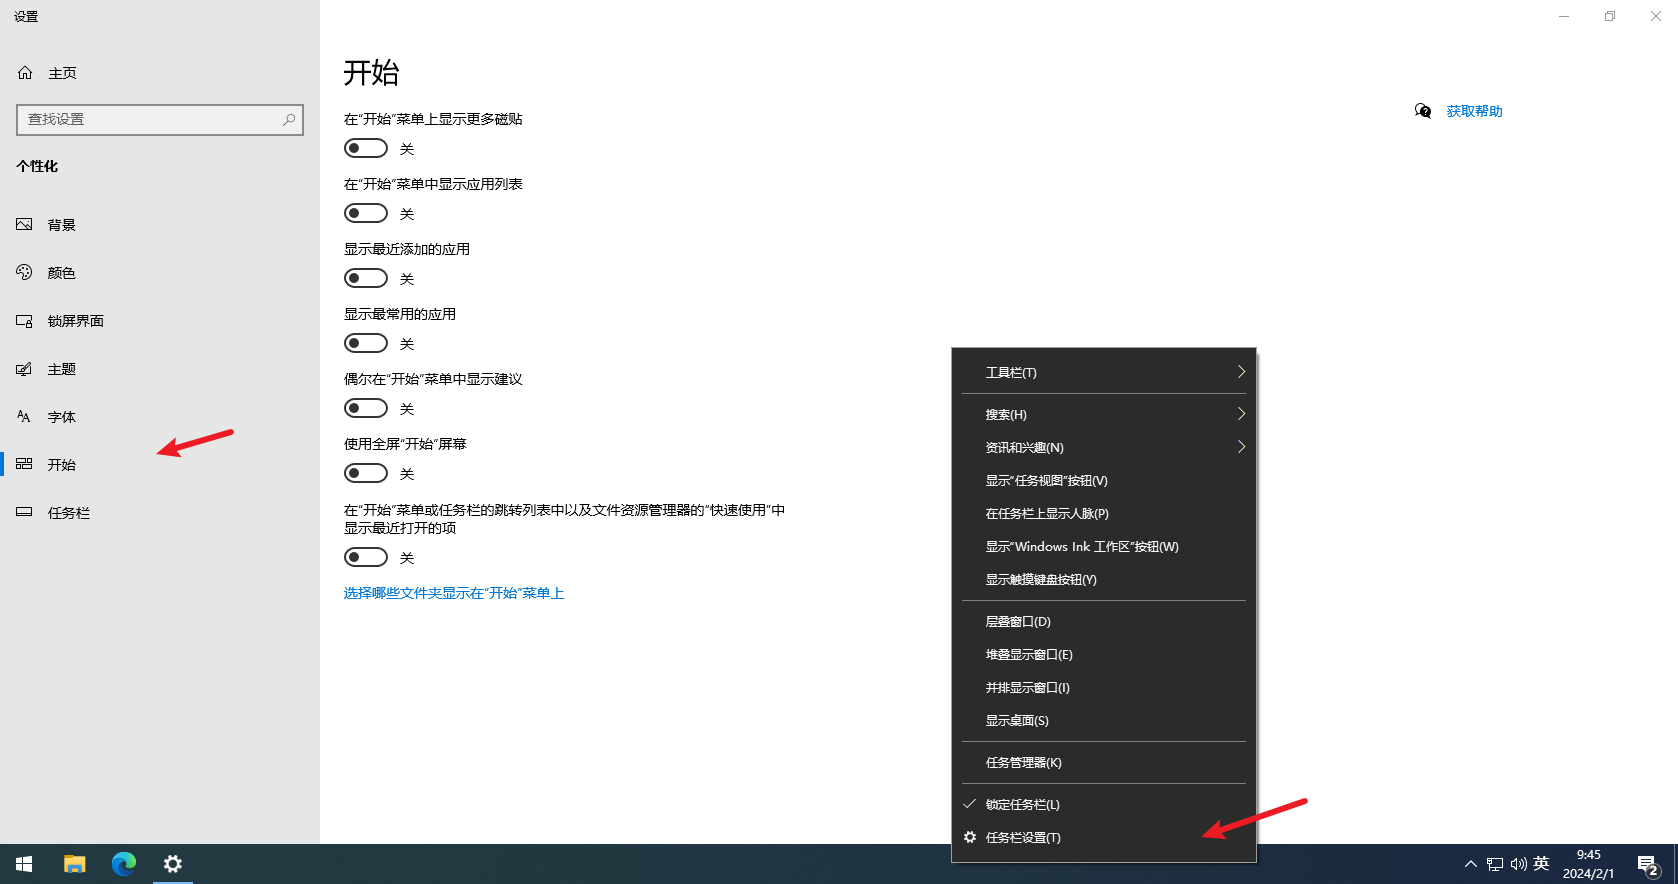 设置
主页
查找设置
个性化
背景
颜色
锁屏界面
主题
字体
开始
任务栏
开始
在"开始"菜单上显示更多磁贴
关
在"开始"菜单中显示应用列表
关
显示最近添加的应用
关
显示最常用的应用
关
偶尔在"开始"菜单中显示建议
关
使用全屏"开始"屏幕
关
在"开始"菜单或任务栏的跳转列表中以及文件资源管理器的"快速使用"中
显示最近打开的项
关
选择哪些文件夹显示在"开始"菜单上
获取帮助
工具栏(T)
搜索(H)
资讯和兴趣(N)
显示"任务视图"按钮(V)
在任务栏上显示人脉(P)
显示"Windows Ink 工作区"按钮(W)
显示触摸键盘按钮(Y)
层叠窗口(D)
堆叠显示窗口(E)
并排显示窗口(I)
显示桌面(S)
任务管理器(K)
锁定任务栏(L)
任务栏设置(T)
英
9:45
2024/2/1
2